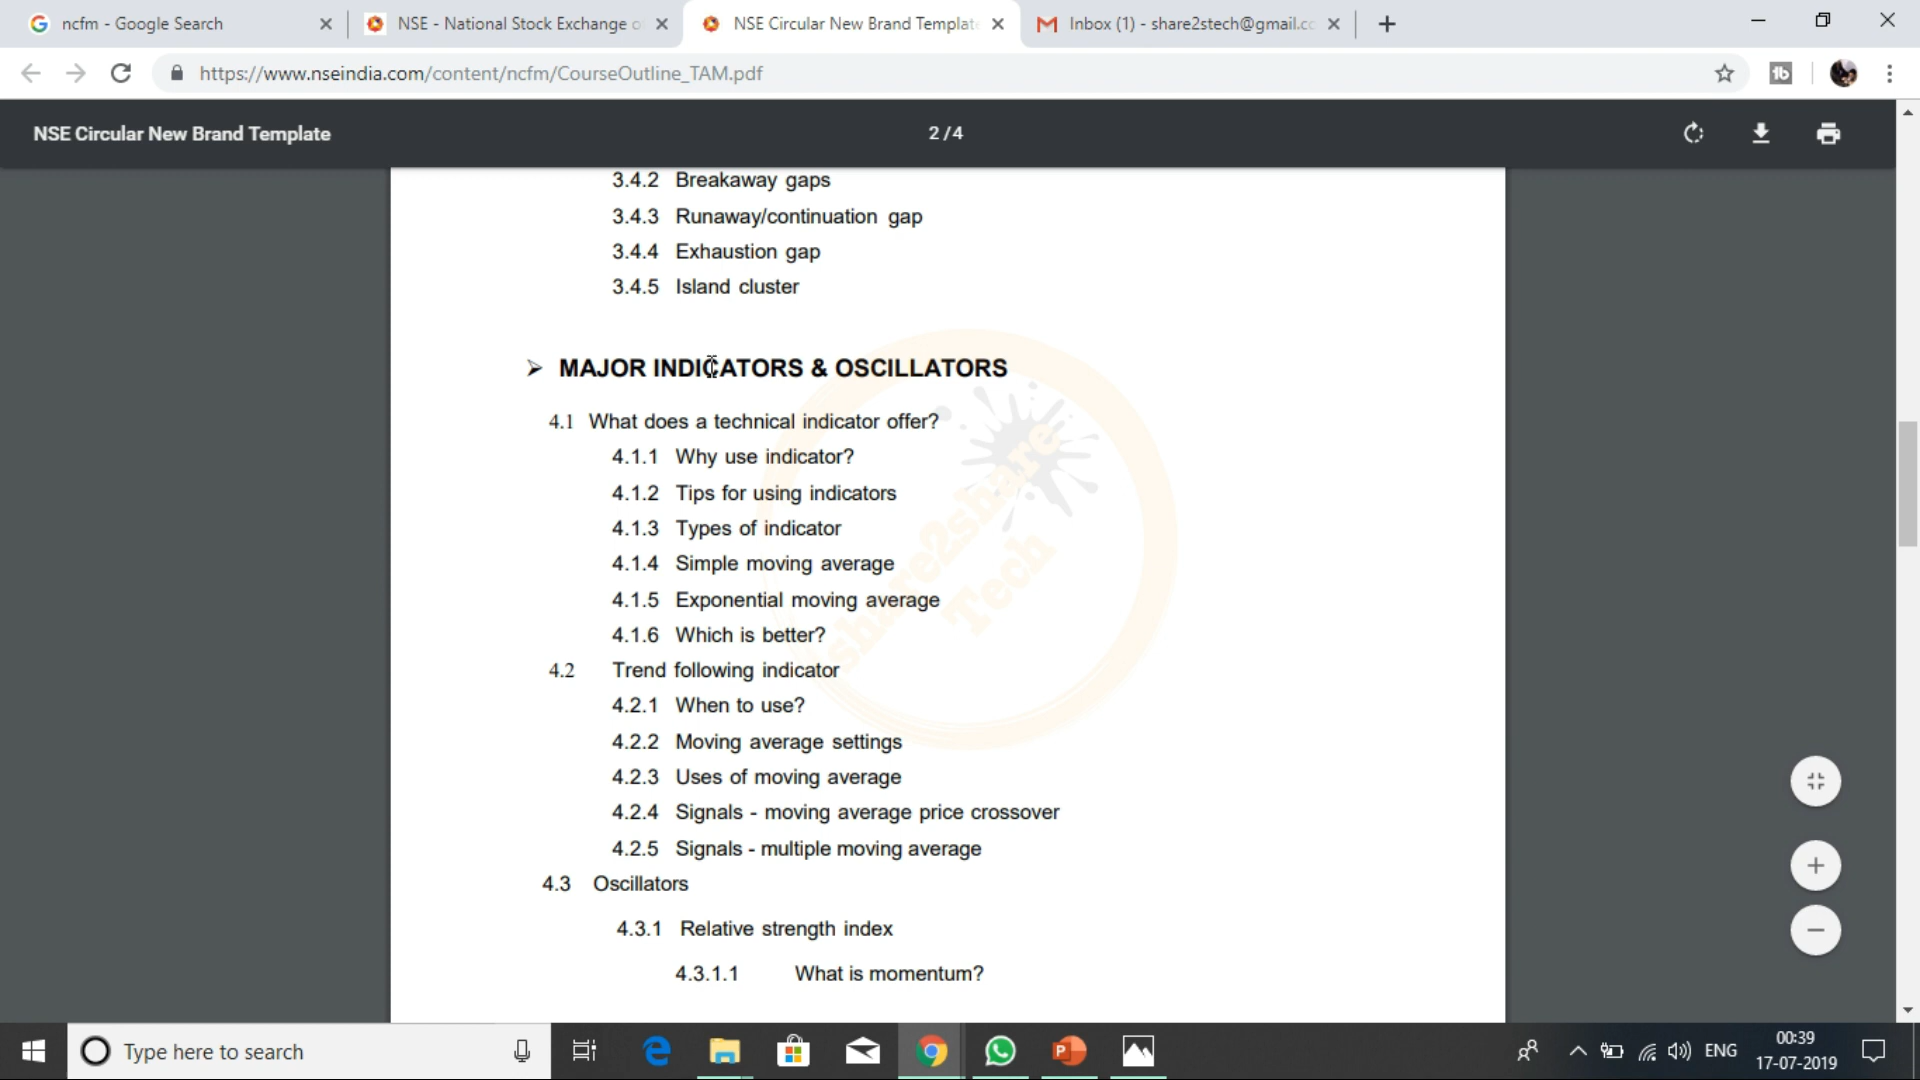 ncfm - Google Search
NSE - National Stock Exchange o
NSE Circular New Brand Template
Inbox (1) - share2stech@gmail.co
https://www.nseindia.com/content/ncfm/CourseOutline_TAM.pdf
NSE Circular New Brand Template
2 / 4
3.4.2 Breakaway gaps
3.4.3 Runaway/continuation gap
3.4.4 Exhaustion gap
3.4.5 Island cluster
➢ MAJOR INDICATORS & OSCILLATORS
4.1 What does a technical indicator offer?
4.1.1 Why use indicator?
4.1.2 Tips for using indicators
4.1.3 Types of indicator
4.1.4 Simple moving average
4.1.5 Exponential moving average
4.1.6 Which is better?
4.2 Trend following indicator
4.2.1 When to use?
4.2.2 Moving average settings
4.2.3 Uses of moving average
4.2.4 Signals - moving average price crossover
4.2.5 Signals - multiple moving average
4.3 Oscillators
4.3.1 Relative strength index
4.3.1.1 What is momentum?
share2share
Tech
Type here to search
ENG
00:39
17-07-2019